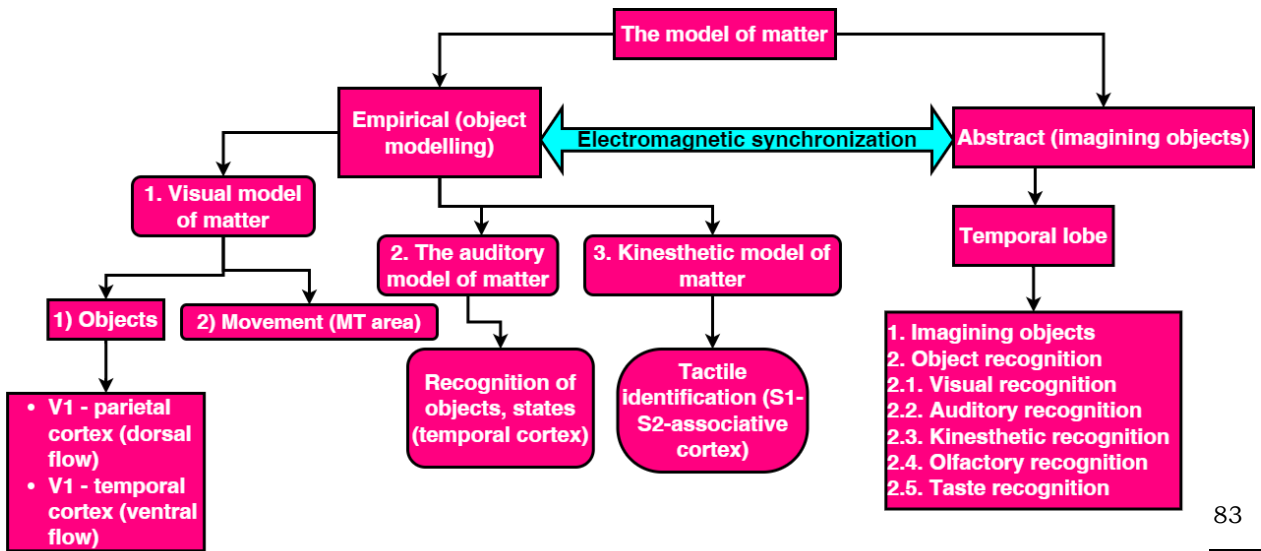 The model of matter
Empirical (object
modelling)
Electromagnetic synchronization
Abstract (imagining objects)
1. Visual model
of matter
2. The auditory
model of matter
3. Kinesthetic model of
matter
Temporal lobe
1) Objects
2) Movement (MT area)
• V1 - parietal
cortex (dorsal
flow)
• V1 - temporal
cortex (ventral
flow)
Recognition of
objects, states
(temporal cortex)
Tactile
identification (S1-
S2-associative
cortex)
1. Imagining objects
2. Object recognition
2.1. Visual recognition
2.2. Auditory recognition
2.3. Kinesthetic recognition
2.4. Olfactory recognition
2.5. Taste recognition
83